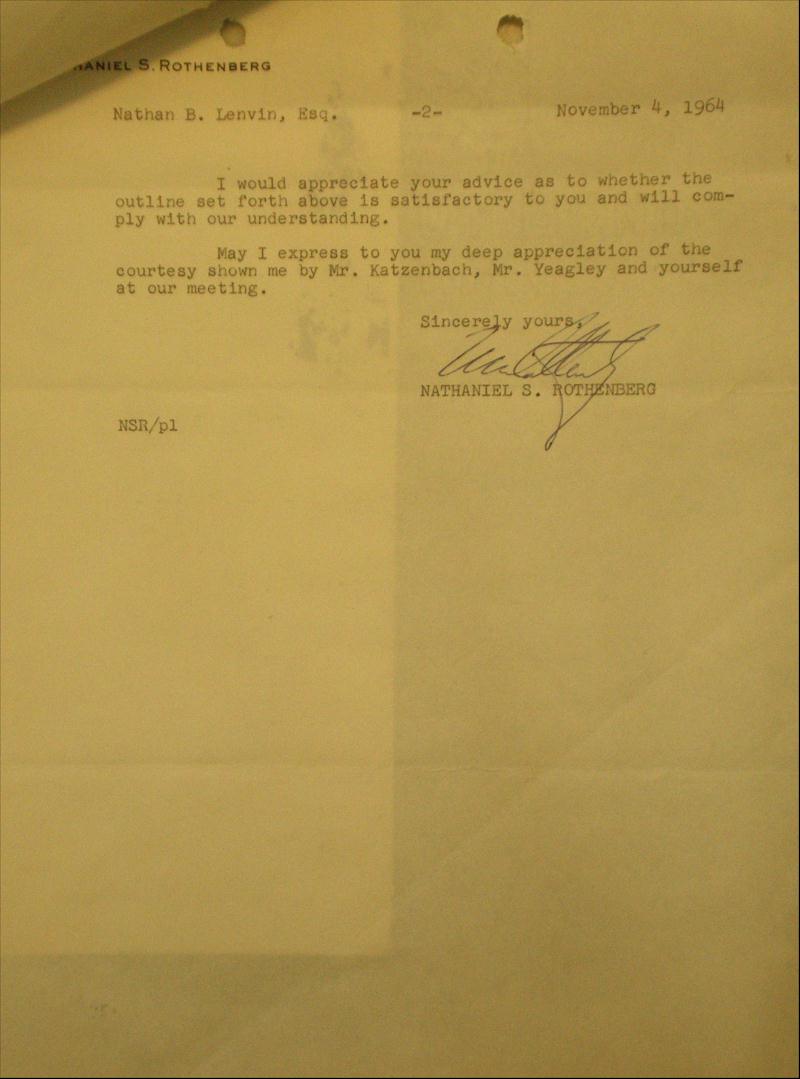 S. ROTHENBERG
Nathan B. Lenvin, Esq. -2- November 4, 1964
I would appreciate your advice as to whether the
outline set forth above is satisfactory to you and will com-
ply with our understanding.
May I express to you my deep appreciation of the
courtesy shown me by Mr. Katzenbach, Mr. Yeagley and yourself
at our meeting.
Sincerely yours,
NATHANIEL S. ROTHENBERG
NSR/pl